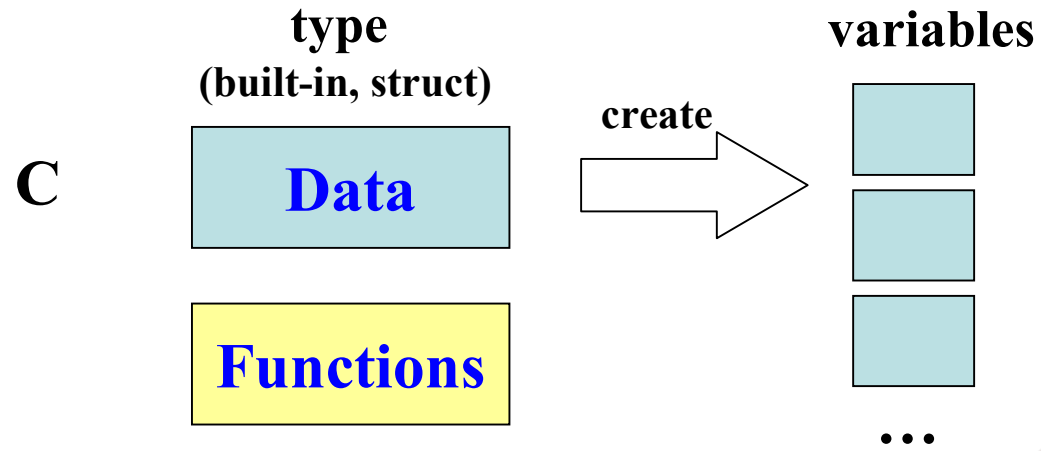 type
(built-in, struct)
variables
create
C
Data
Functions
...